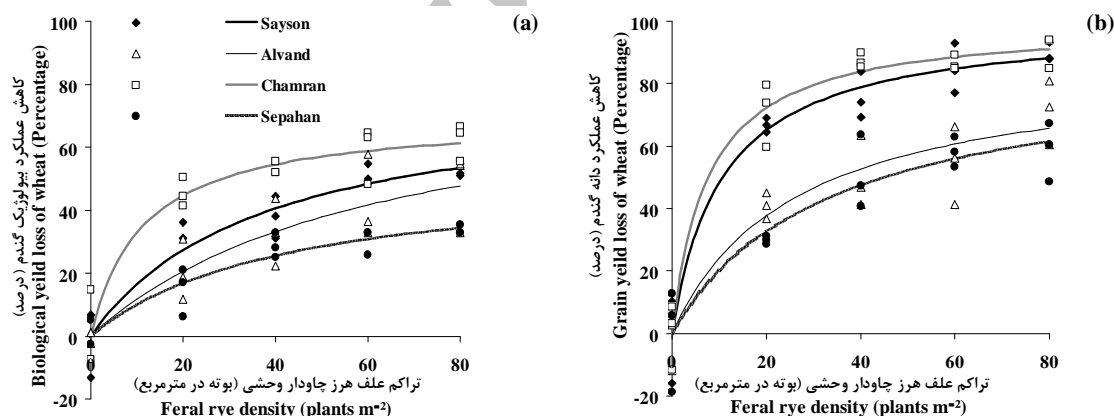 (a)
100
80
60
40
20
0
-20
Sayson
Alvand
Chamran
Sepahan
کاهش عملکرد بیولوژیک گندم (درصد)
Biological yeild loss of wheat (Percentage)
0 20 40 60 80
تراکم علف هرز چاودار وحشی (بوته در مترمربع)
Feral rye density (plants m⁻²)
(b)
100
80
60
40
20
0
-20
کاهش عملکرد دانه گندم (درصد)
Grain yeild loss of wheat (Percentage)
0 20 40 60 80
تراکم علف هرز چاودار وحشی (بوته در مترمربع)
Feral rye density (plants m⁻²)